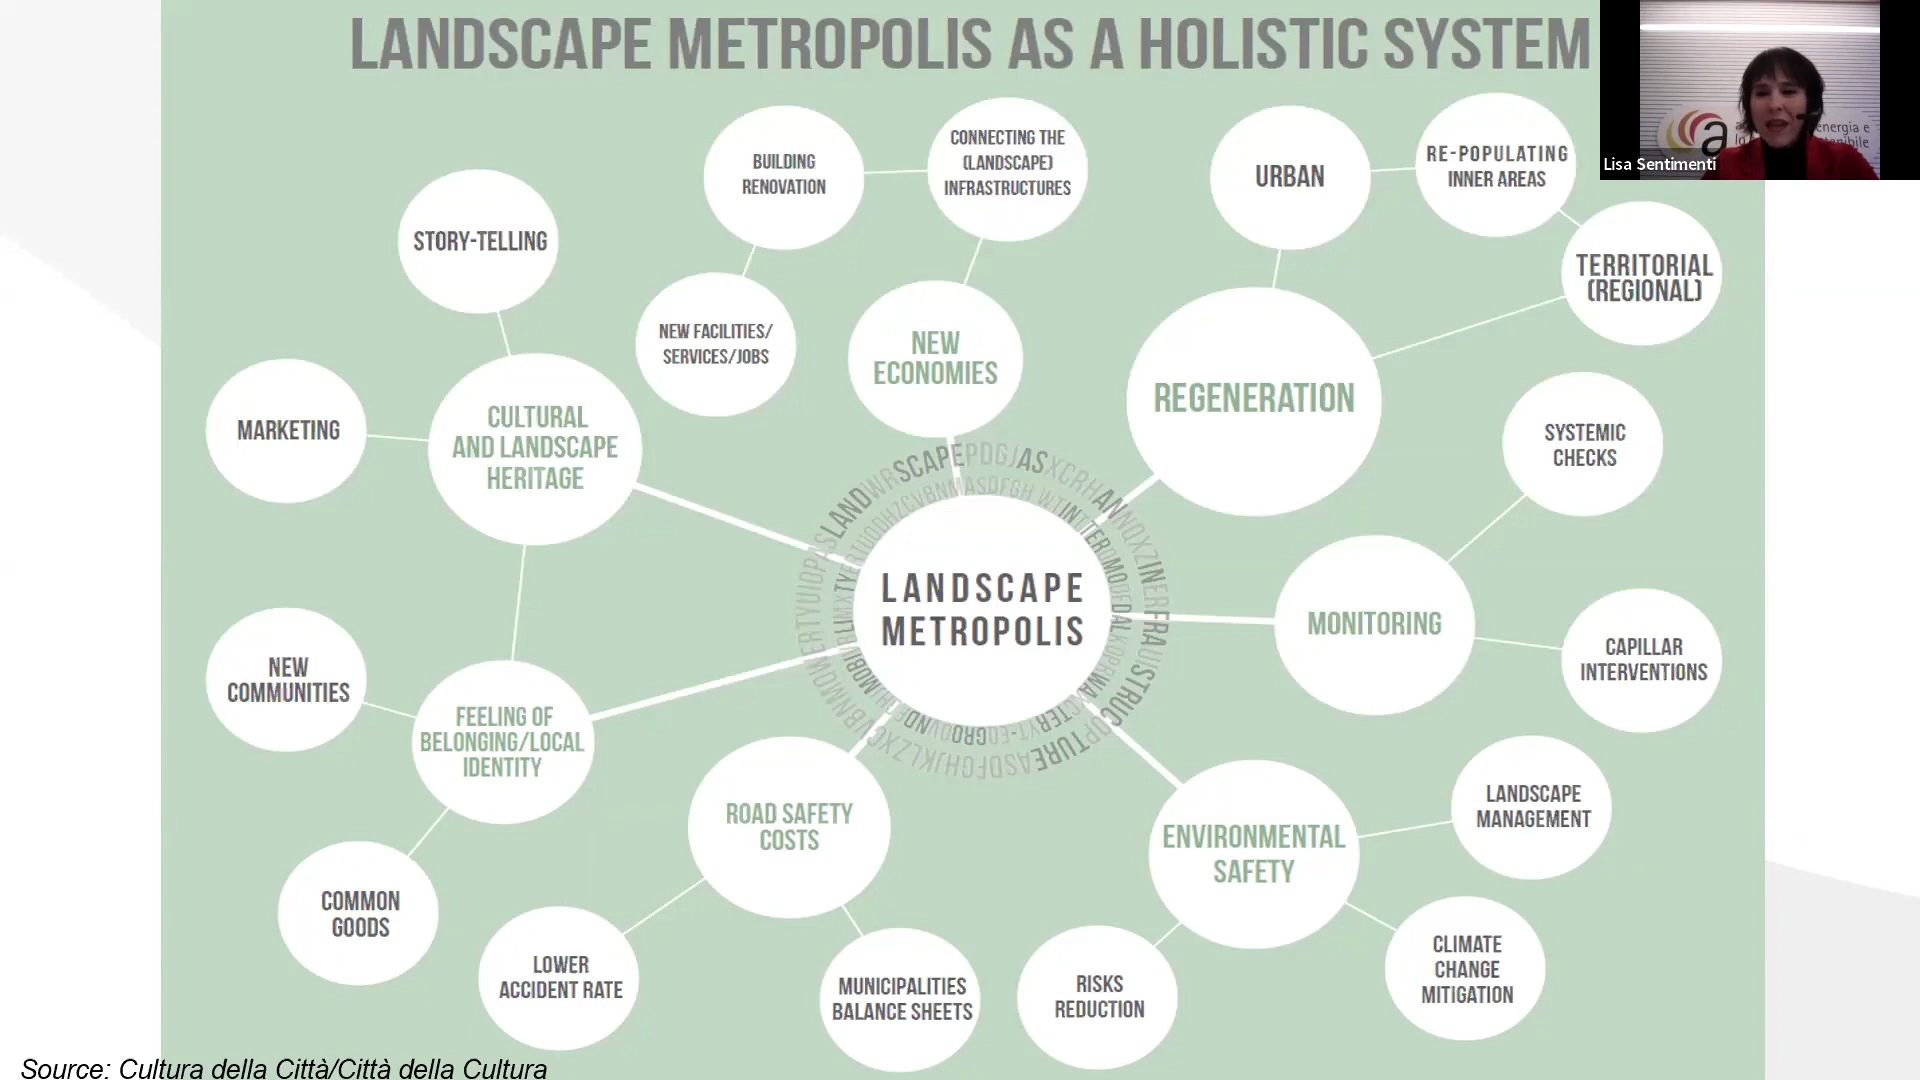 LANDSCAPE METROPOLIS AS A HOLISTIC SYSTEM
Lisa Sentimenti
energia e
BUILDING
RENOVATION
CONNECTING THE
(LANDSCAPE)
INFRASTRUCTURES
URBAN
RE-POPULATING
INNER AREAS
TERRITORIAL
(REGIONAL)
STORY-TELLING
NEW FACILITIES/
SERVICES/JOBS
NEW
ECONOMIES
REGENERATION
MARKETING
CULTURAL
AND LANDSCAPE
HERITAGE
SYSTEMIC
CHECKS
LANDSCAPE
METROPOLIS
MONITORING
CAPILLAR
INTERVENTIONS
NEW
COMMUNITIES
FEELING OF
BELONGING/LOCAL
IDENTITY
ROAD SAFETY
COSTS
ENVIRONMENTAL
SAFETY
LANDSCAPE
MANAGEMENT
COMMON
GOODS
LOWER
ACCIDENT RATE
MUNICIPALITIES
BALANCE SHEETS
RISKS
REDUCTION
CLIMATE
CHANGE
MITIGATION
Source: Cultura della Città/Città della Cultura